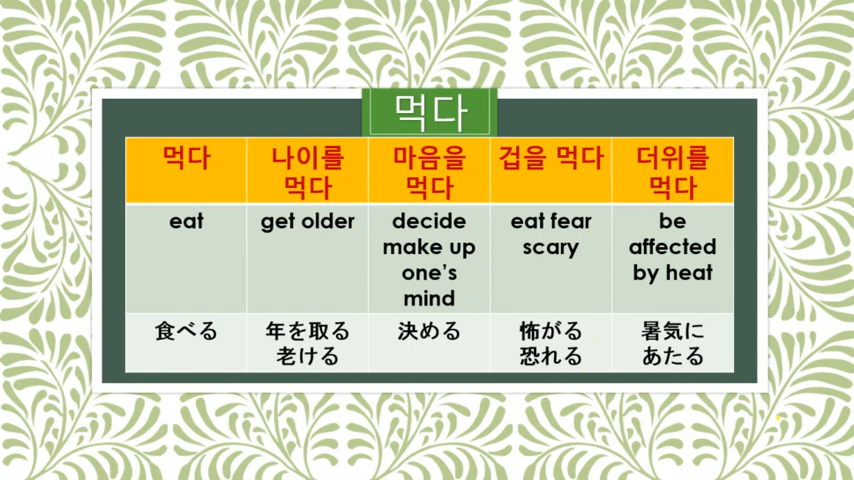 먹다
먹다
나이를
먹다
마음을
먹다
겁을 먹다
더위를
먹다
eat
get older
decide
make up
one's
mind
eat fear
scary
be
affected
by heat
食べる
年を取る
老ける
決める
怖がる
恐れる
暑気に
あたる